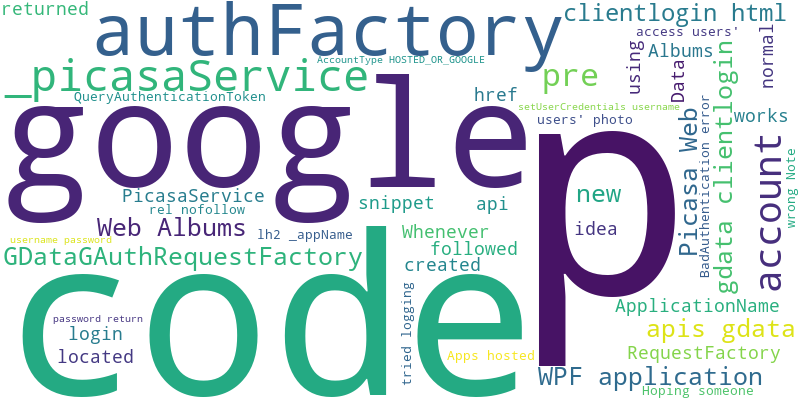 returned
authFactory
clientlogin html
access users'
Albums
using
Data
normal
_picasaService
AccountType HOSTED_OR_GOOGLE
pre
QueryAuthenticationToken
href
setUserCredentials username
users' photo
works
google
p
Picasa Web
BadAuthentication error
gdata clientlogin
account
wrong Note
PicasaService
rel nofollow
snippet
api
new
idea
Web Albums
lh2 _appName
Whenever
username password
followed
GDataGAuthRequestFactory
created
code
tried logging
ApplicationName
password return
login
located
apis gdata
Apps hosted
RequestFactory
WPF application
Hoping someone